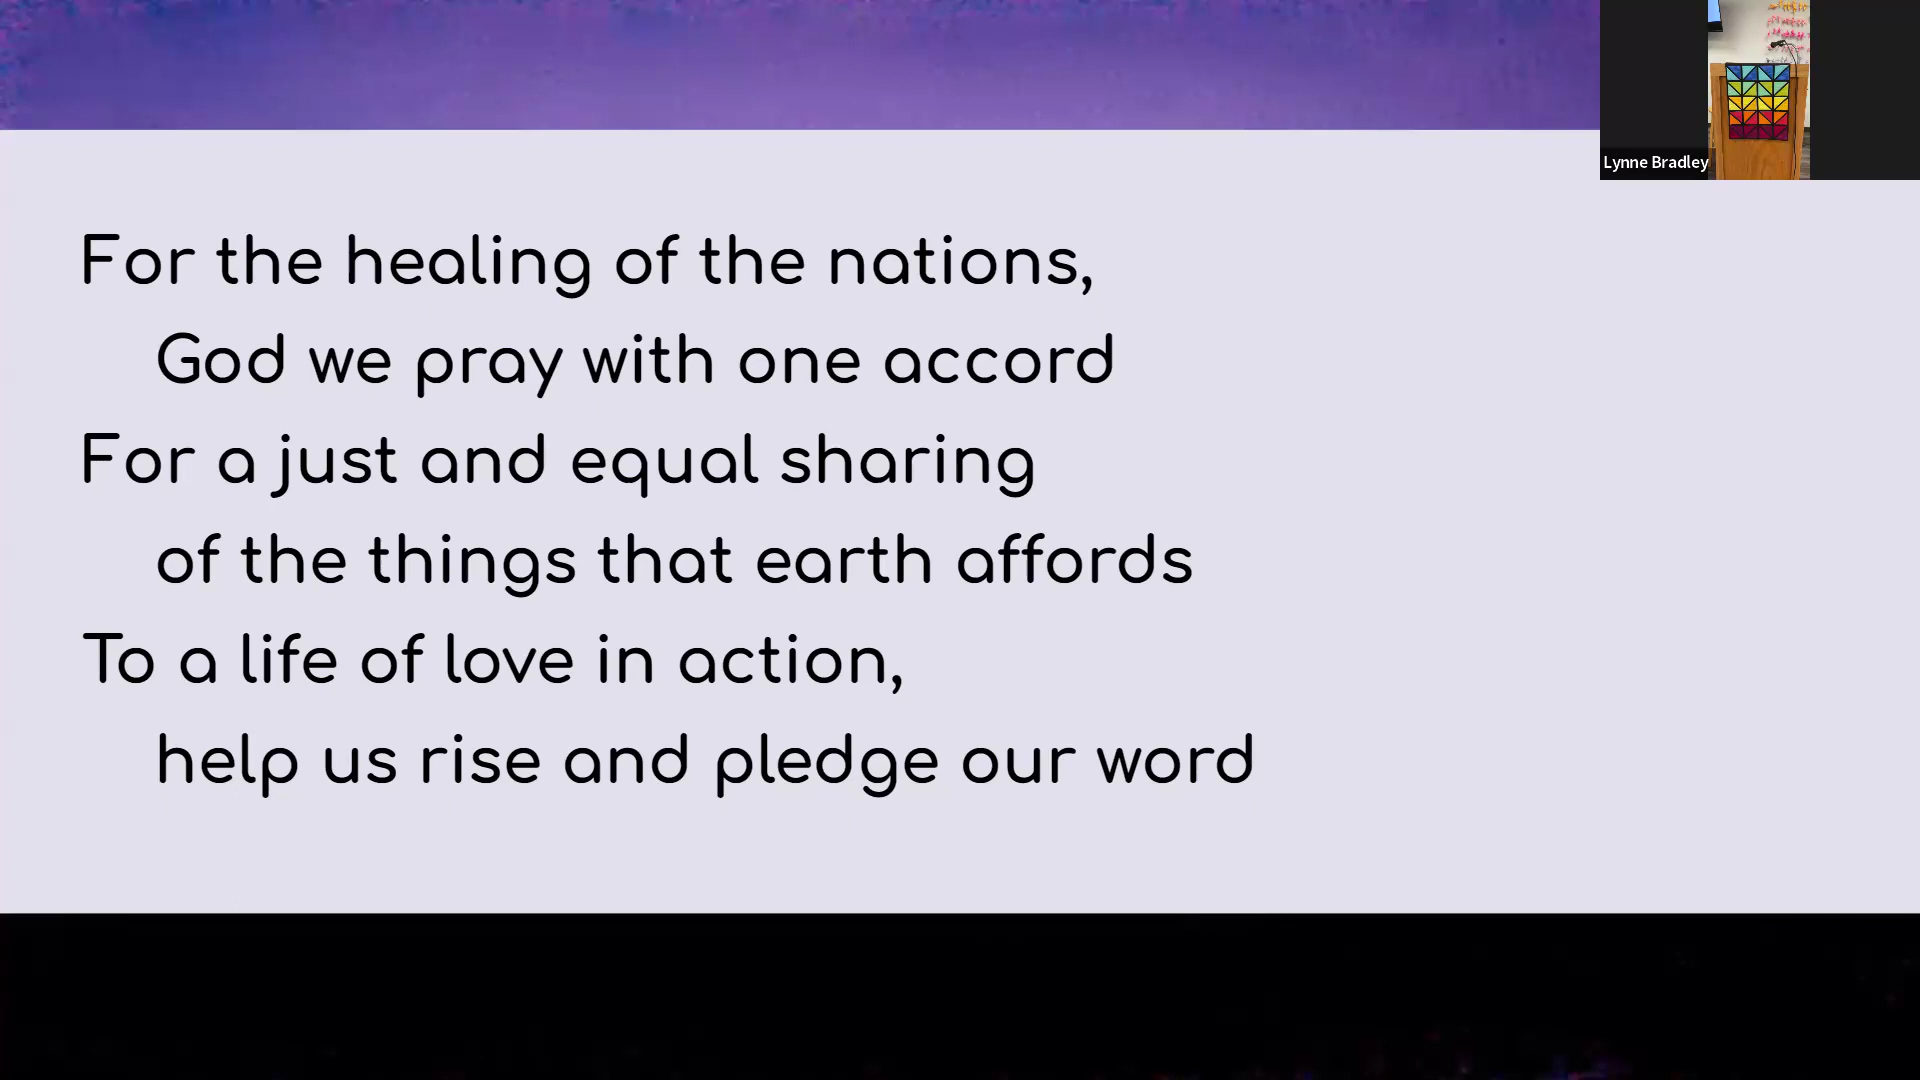 For the healing of the nations,
God we pray with one accord
For a just and equal sharing
of the things that earth affords
To a life of love in action,
help us rise and pledge our word
Lynne Bradley